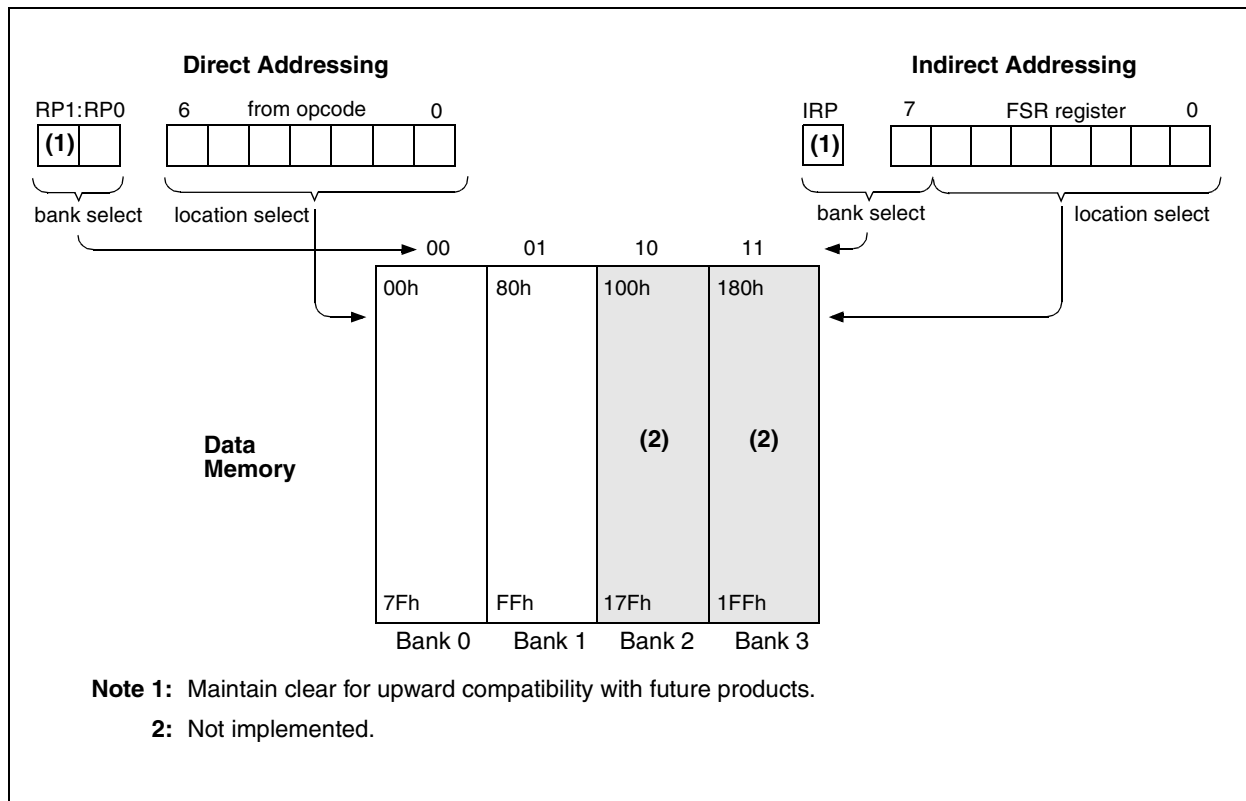 Direct Addressing
Indirect Addressing
RP1:RP0 6 from opcode 0
IRP 7 FSR register 0
(1)
(1)
bank select location select
bank select location select
00 01 10 11
00h 80h 100h 180h
Data
Memory
(2) (2)
7Fh FFh 17Fh 1FFh
Bank 0 Bank 1 Bank 2 Bank 3
Note 1: Maintain clear for upward compatibility with future products.
2: Not implemented.